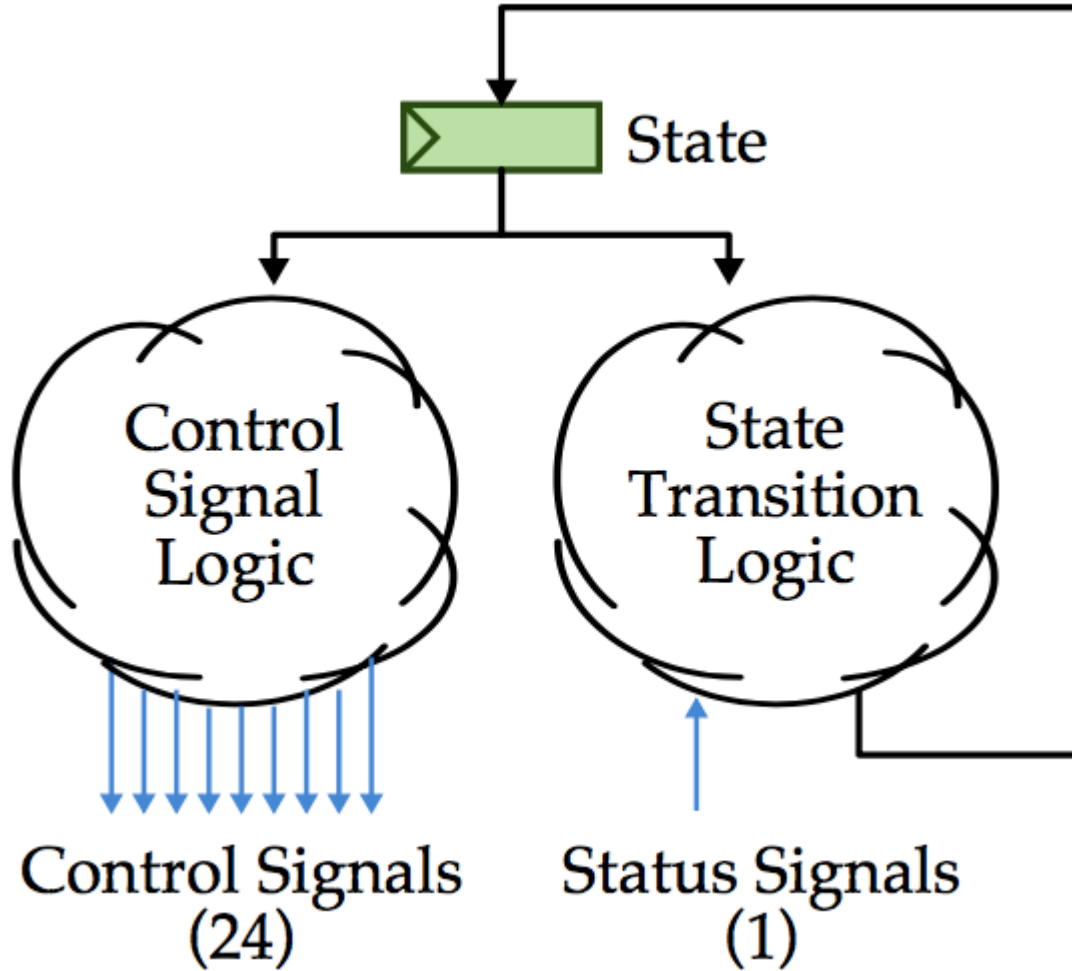 State
Control
Signal
Logic
State
Transition
Logic
Control Signals
(24)
Status Signals
(1)